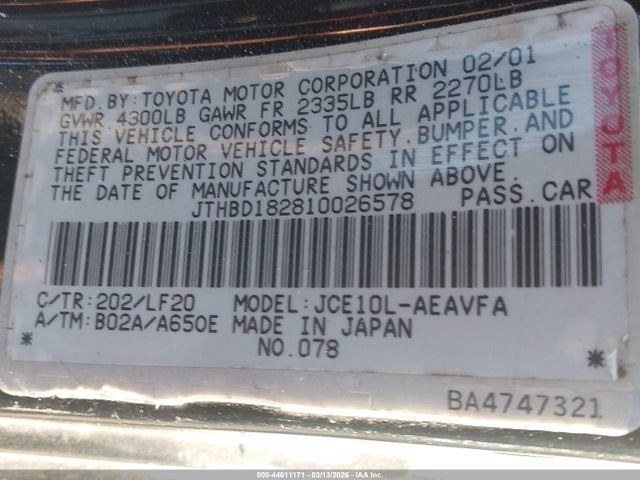 MFD.BY:TOYOTA MOTOR CORPORATION 02/01
GVWR 4300LB GAWR FR 2335LB RR 2270LB
THIS VEHICLE CONFORMS TO ALL APPLICABLE
FEDERAL MOTOR VEHICLE SAFETY,BUMPER,AND
THEFT PREVENTION STANDARDS IN EFFECT ON
THE DATE OF MANUFACTURE SHOWN ABOVE.
JTHBD182810026578 PASS.CAR
TOYOTA
C/TR:202/LF20 MODEL:JCE10L-AEAVFA
A/TM:B02A/A650E MADE IN JAPAN
* NO.078 *
BA4747321
000-44611171 - 03/13/2026 - IAA Inc.